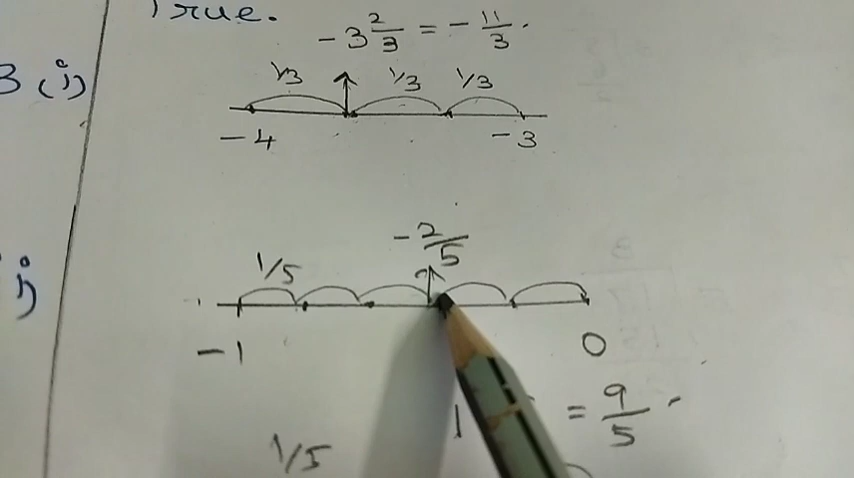 True.
-3 2/3 = -11/3.
3 (i)
1/3 1/3 1/3
-4 -3
-2/5
1/5
-1 0
1 = 9/5.
1/5